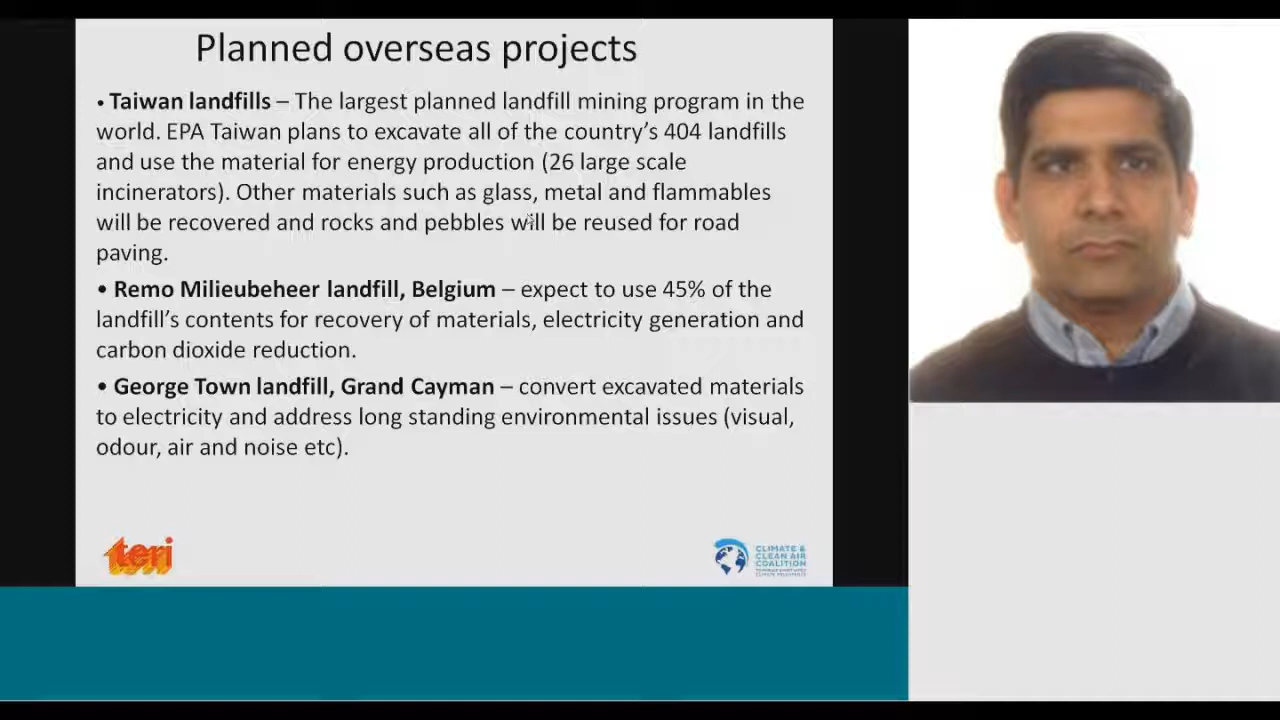 Planned overseas projects
• Taiwan landfills – The largest planned landfill mining program in the
world. EPA Taiwan plans to excavate all of the country’s 404 landfills
and use the material for energy production (26 large scale
incinerators). Other materials such as glass, metal and flammables
will be recovered and rocks and pebbles will be reused for road
paving.
• Remo Milieubeheer landfill, Belgium – expect to use 45% of the
landfill’s contents for recovery of materials, electricity generation and
carbon dioxide reduction.
• George Town landfill, Grand Cayman – convert excavated materials
to electricity and address long standing environmental issues (visual,
odour, air and noise etc).
teri
CLIMATE &
CLEAN AIR
COALITION